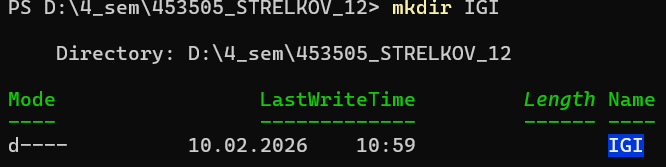 PS D:\4_sem\453505_STRELKOV_12> mkdir IGI
Directory: D:\4_sem\453505_STRELKOV_12
Mode LastWriteTime Length Name
---- ------------- ------ ----
d---- 10.02.2026 10:59 IGI